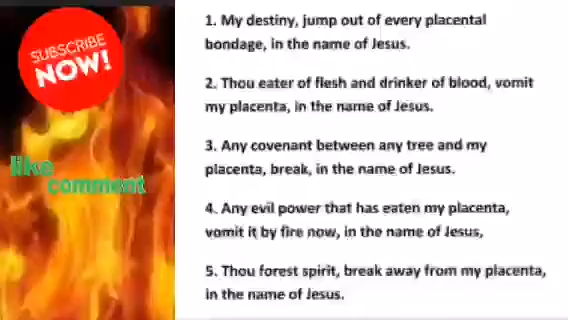 SUBSCRIBE
NOW!
like
comment
1. My destiny, jump out of every placental
bondage, in the name of Jesus.
2. Thou eater of flesh and drinker of blood, vomit
my placenta, in the name of Jesus.
3. Any covenant between any tree and my
placenta, break, in the name of Jesus.
4. Any evil power that has eaten my placenta,
vomit it by fire now, in the name of Jesus,
5. Thou forest spirit, break away from my placenta,
in the name of Jesus.